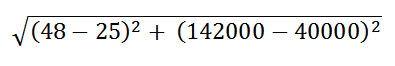 √((48 − 25)² + (142000 − 40000)²)